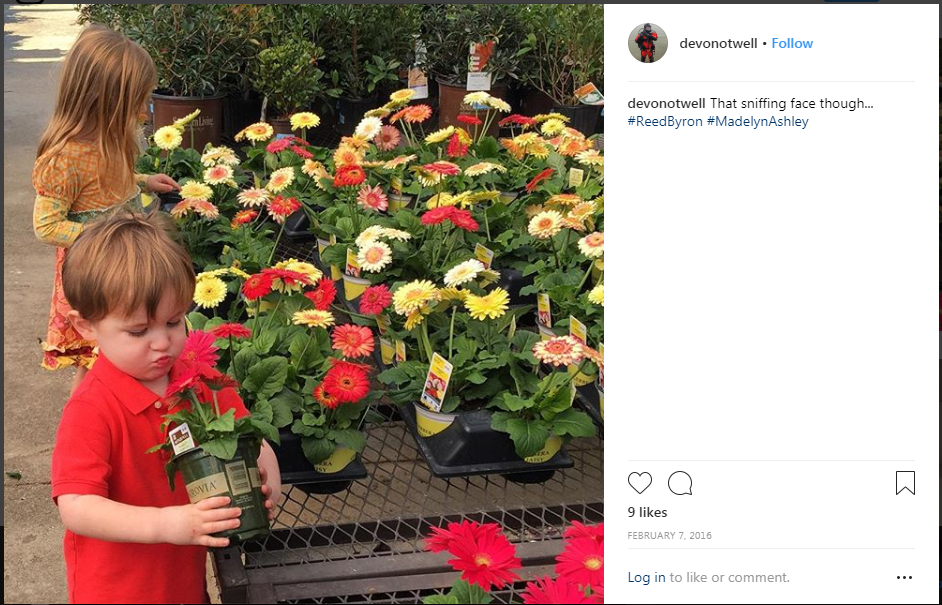 devonotwell • Follow
devonotwell That sniffing face though...
#ReedByron #MadelynAshley
9 likes
FEBRUARY 7, 2016
Log in to like or comment.